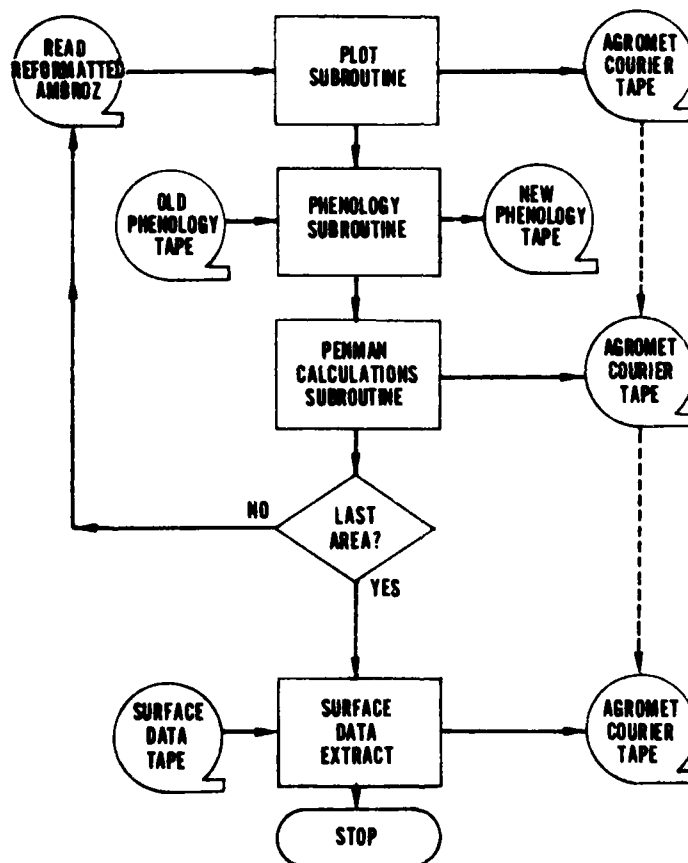 READ
REFORMATTED
AMBROZ
PLOT
SUBROUTINE
AGROMET
COURIER
TAPE
OLD
PHENOLOGY
TAPE
PHENOLOGY
SUBROUTINE
NEW
PHENOLOGY
TAPE
PENMAN
CALCULATIONS
SUBROUTINE
AGROMET
COURIER
TAPE
NO
LAST
AREA?
YES
SURFACE
DATA
TAPE
SURFACE
DATA
EXTRACT
AGROMET
COURIER
TAPE
STOP